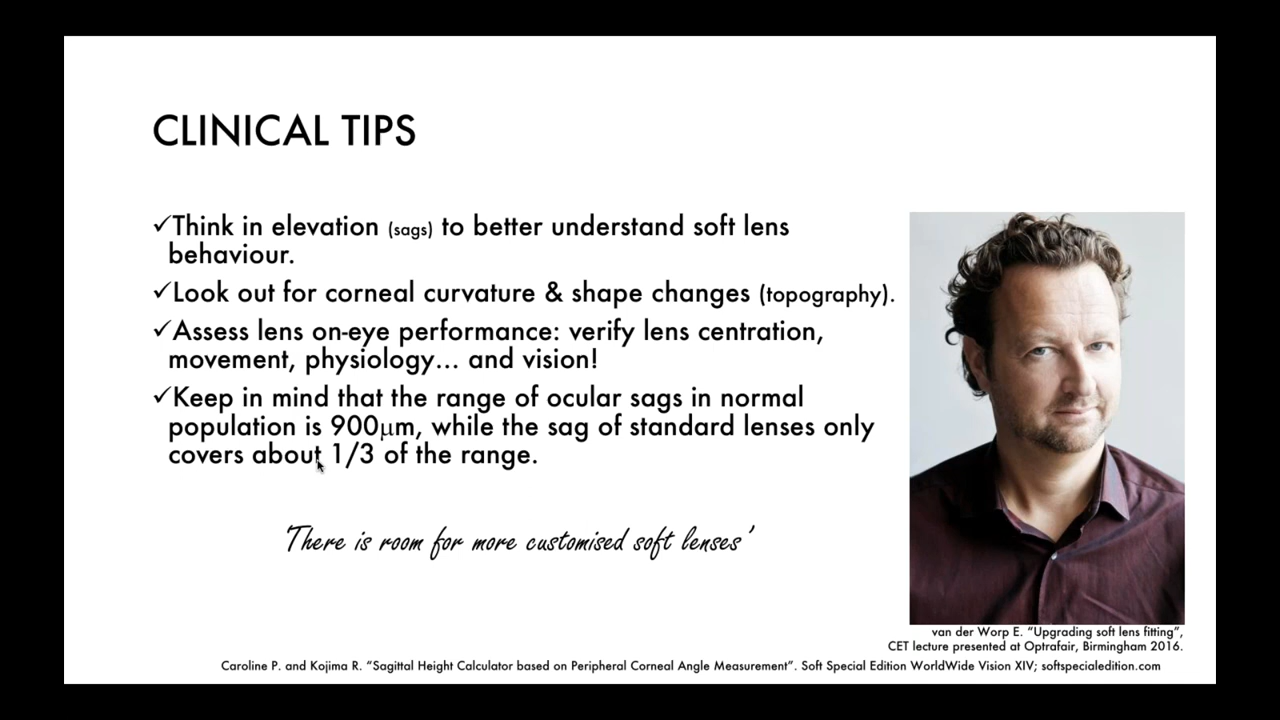 CLINICAL TIPS
✓Think in elevation (sags) to better understand soft lens
behaviour.
✓Look out for corneal curvature & shape changes (topography).
✓Assess lens on-eye performance: verify lens centration,
movement, physiology… and vision!
✓Keep in mind that the range of ocular sags in normal
population is 900µm, while the sag of standard lenses only
covers about 1/3 of the range.
'There is room for more customised soft lenses'
van der Worp E. "Upgrading soft lens fitting",
CET lecture presented at Optrafair, Birmingham 2016.
Caroline P. and Kojima R. "Sagittal Height Calculator based on Peripheral Corneal Angle Measurement". Soft Special Edition WorldWide Vision XIV; softspecialedition.com